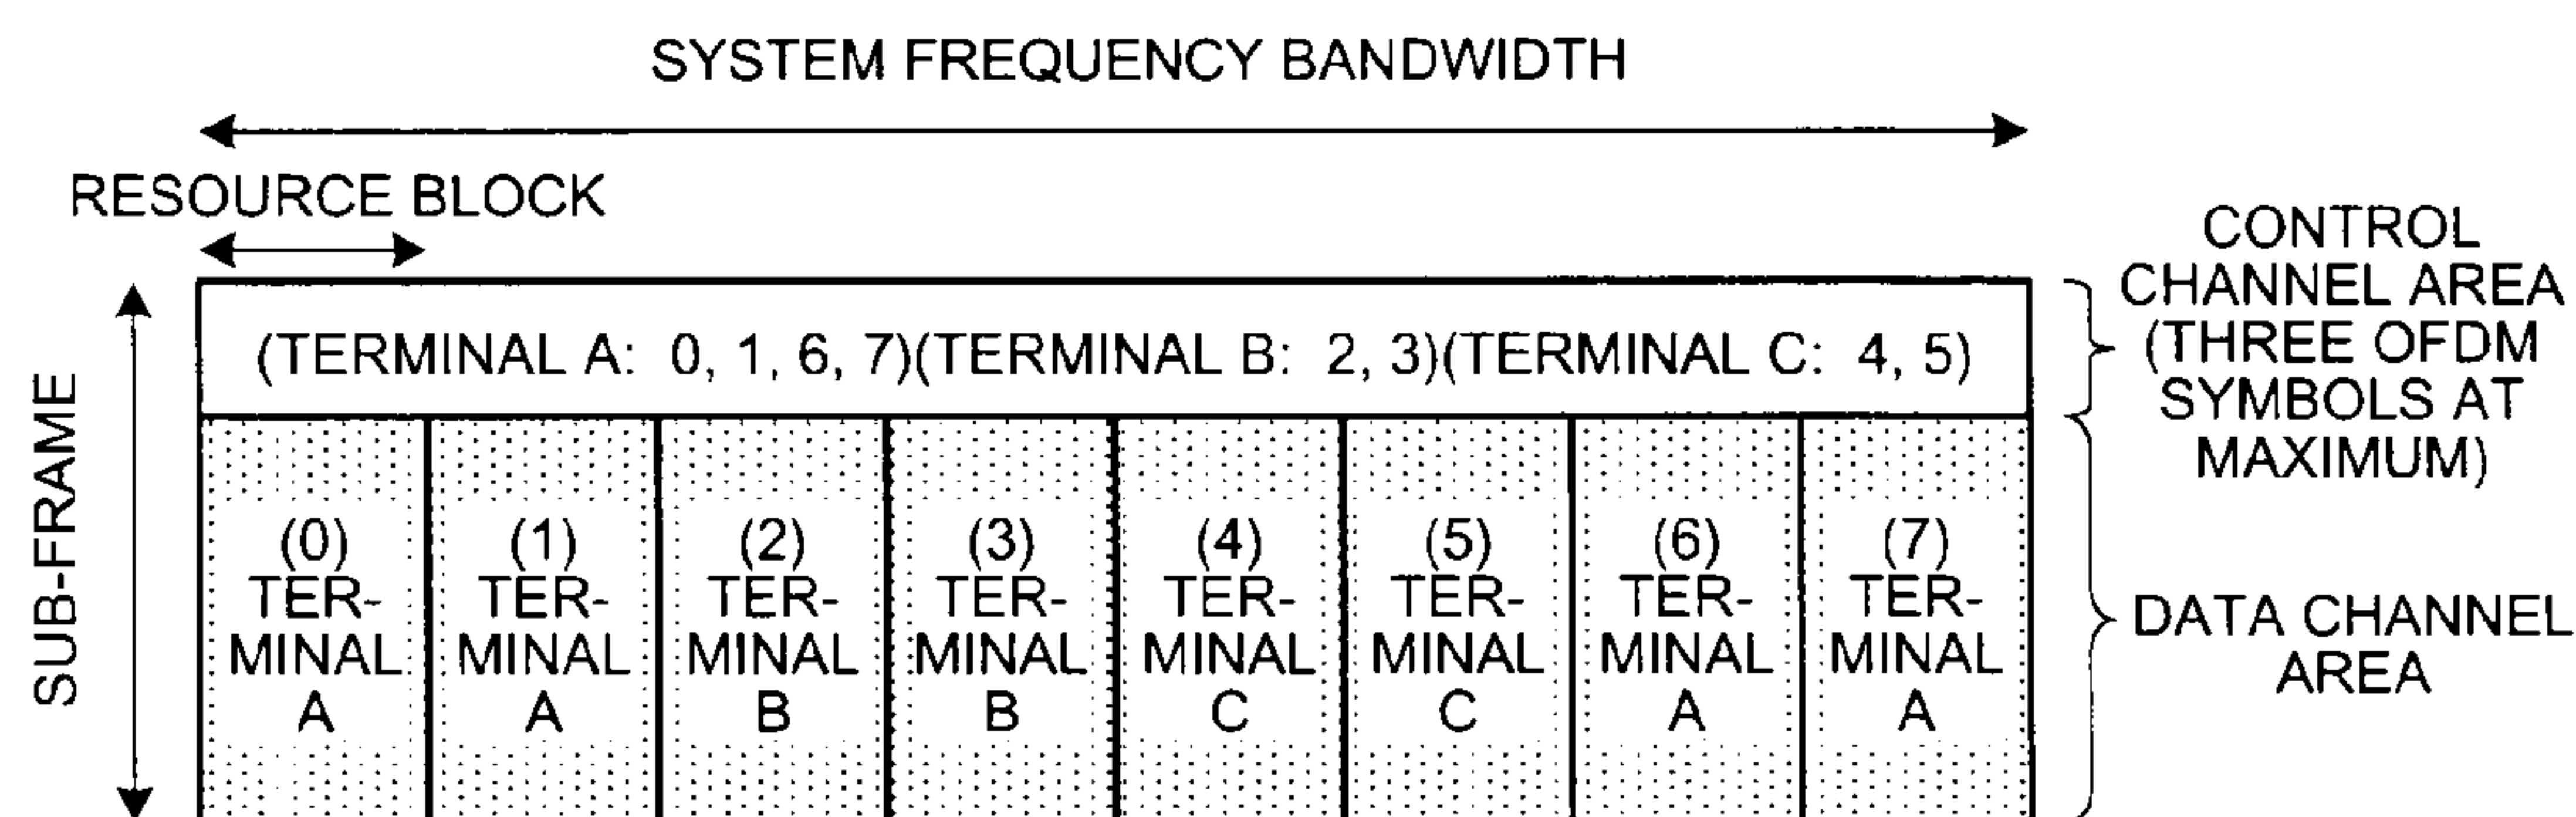 SYSTEM FREQUENCY BANDWIDTH
RESOURCE BLOCK
CONTROL
CHANNEL AREA
(THREE OFDM
SYMBOLS AT
MAXIMUM)
SUB-FRAME
(TERMINAL A: 0, 1, 6, 7)(TERMINAL B: 2, 3)(TERMINAL C: 4, 5)
(0)
TER-
MINAL
A
(1)
TER-
MINAL
A
(2)
TER-
MINAL
B
(3)
TER-
MINAL
B
(4)
TER-
MINAL
C
(5)
TER-
MINAL
C
(6)
TER-
MINAL
A
(7)
TER-
MINAL
A
DATA CHANNEL
AREA